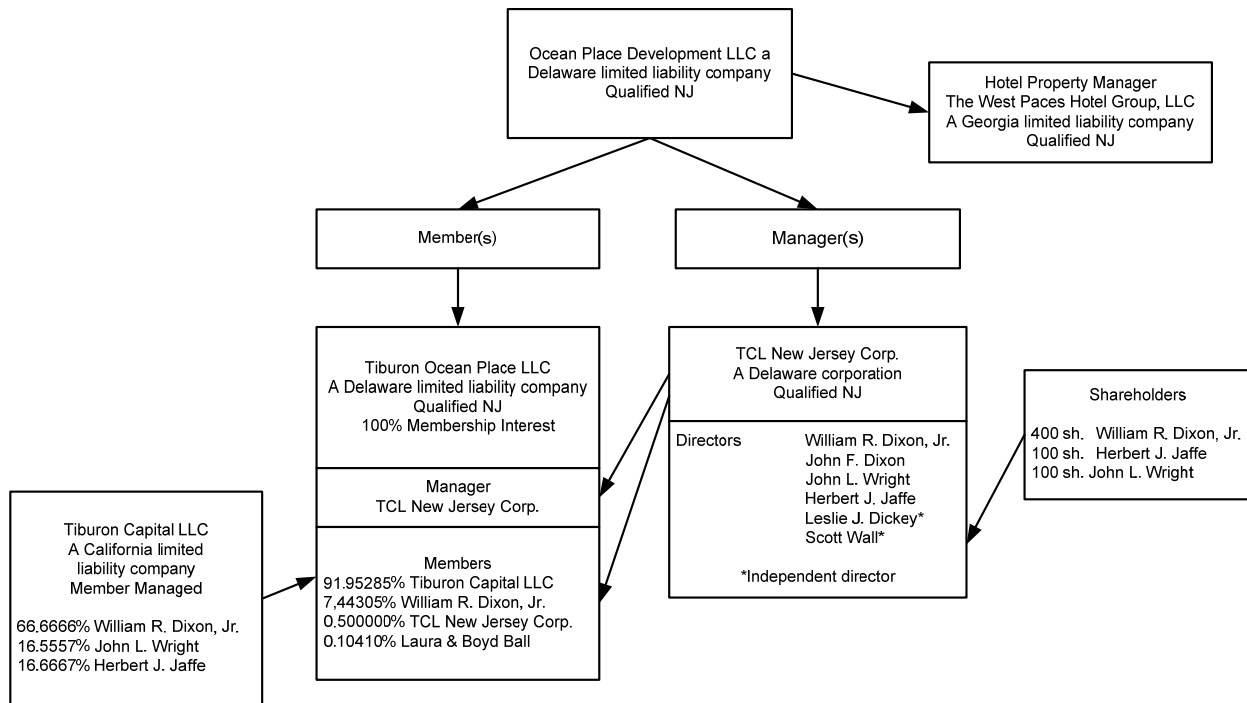 Ocean Place Development LLC a
Delaware limited liability company
Qualified NJ
Hotel Property Manager
The West Paces Hotel Group, LLC
A Georgia limited liability company
Qualified NJ
Member(s)
Manager(s)
Tiburon Ocean Place LLC
A Delaware limited liability company
Qualified NJ
100% Membership Interest
Manager
TCL New Jersey Corp.
Members
91.95285% Tiburon Capital LLC
7,44305% William R. Dixon, Jr.
0.500000% TCL New Jersey Corp.
0.10410% Laura & Boyd Ball
TCL New Jersey Corp.
A Delaware corporation
Qualified NJ
Directors William R. Dixon, Jr.
John F. Dixon
John L. Wright
Herbert J. Jaffe
Leslie J. Dickey*
Scott Wall*
*Independent director
Shareholders
400 sh. William R. Dixon, Jr.
100 sh. Herbert J. Jaffe
100 sh. John L. Wright
Tiburon Capital LLC
A California limited
liability company
Member Managed
66.6666% William R. Dixon, Jr.
16.5557% John L. Wright
16.6667% Herbert J. Jaffe